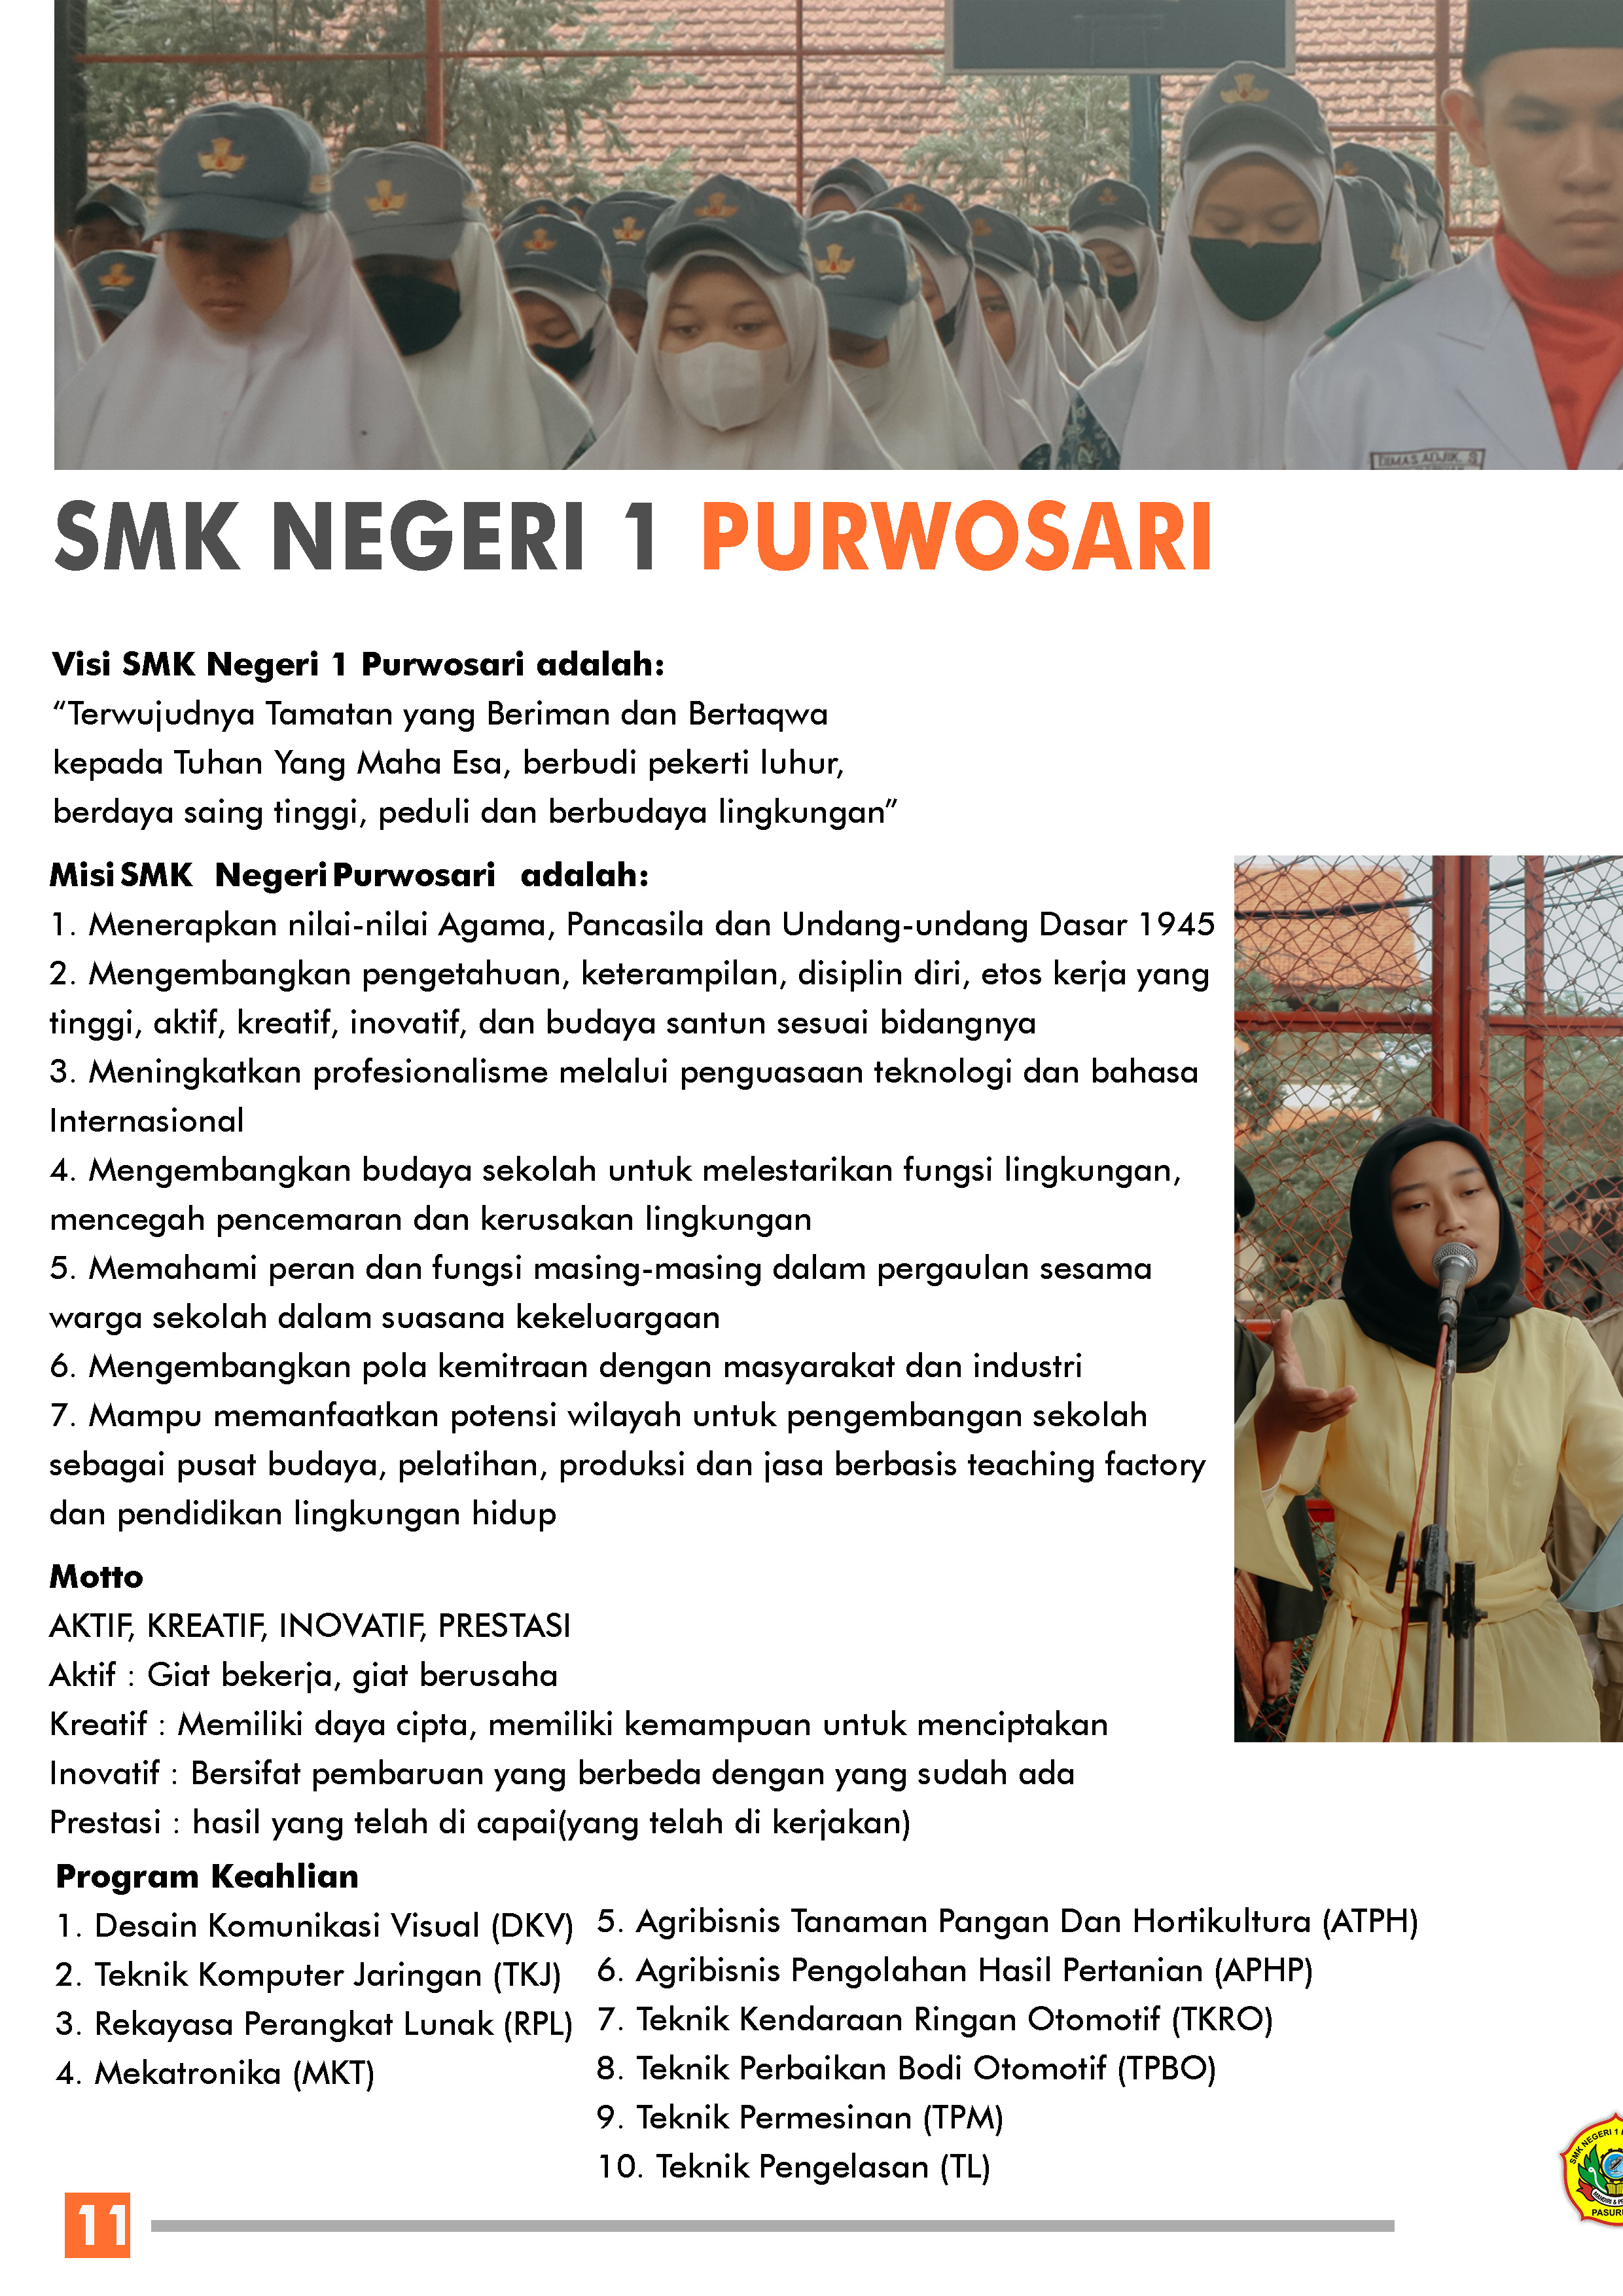 DIMAS ADJIK. S
SMK NEGERI 1 PURWOSARI
Visi SMK Negeri 1 Purwosari adalah:
“Terwujudnya Tamatan yang Beriman dan Bertaqwa
kepada Tuhan Yang Maha Esa, berbudi pekerti luhur,
berdaya saing tinggi, peduli dan berbudaya lingkungan”
Misi SMK Negeri Purwosari adalah:
1. Menerapkan nilai-nilai Agama, Pancasila dan Undang-undang Dasar 1945
2. Mengembangkan pengetahuan, keterampilan, disiplin diri, etos kerja yang
tinggi, aktif, kreatif, inovatif, dan budaya santun sesuai bidangnya
3. Meningkatkan profesionalisme melalui penguasaan teknologi dan bahasa
Internasional
4. Mengembangkan budaya sekolah untuk melestarikan fungsi lingkungan,
mencegah pencemaran dan kerusakan lingkungan
5. Memahami peran dan fungsi masing-masing dalam pergaulan sesama
warga sekolah dalam suasana kekeluargaan
6. Mengembangkan pola kemitraan dengan masyarakat dan industri
7. Mampu memanfaatkan potensi wilayah untuk pengembangan sekolah
sebagai pusat budaya, pelatihan, produksi dan jasa berbasis teaching factory
dan pendidikan lingkungan hidup
Motto
AKTIF, KREATIF, INOVATIF, PRESTASI
Aktif : Giat bekerja, giat berusaha
Kreatif : Memiliki daya cipta, memiliki kemampuan untuk menciptakan
Inovatif : Bersifat pembaruan yang berbeda dengan yang sudah ada
Prestasi : hasil yang telah di capai(yang telah di kerjakan)
Program Keahlian
1. Desain Komunikasi Visual (DKV)
2. Teknik Komputer Jaringan (TKJ)
3. Rekayasa Perangkat Lunak (RPL)
4. Mekatronika (MKT)
5. Agribisnis Tanaman Pangan Dan Hortikultura (ATPH)
6. Agribisnis Pengolahan Hasil Pertanian (APHP)
7. Teknik Kendaraan Ringan Otomotif (TKRO)
8. Teknik Perbaikan Bodi Otomotif (TPBO)
9. Teknik Permesinan (TPM)
10. Teknik Pengelasan (TL)
SMK NEGERI 1
11